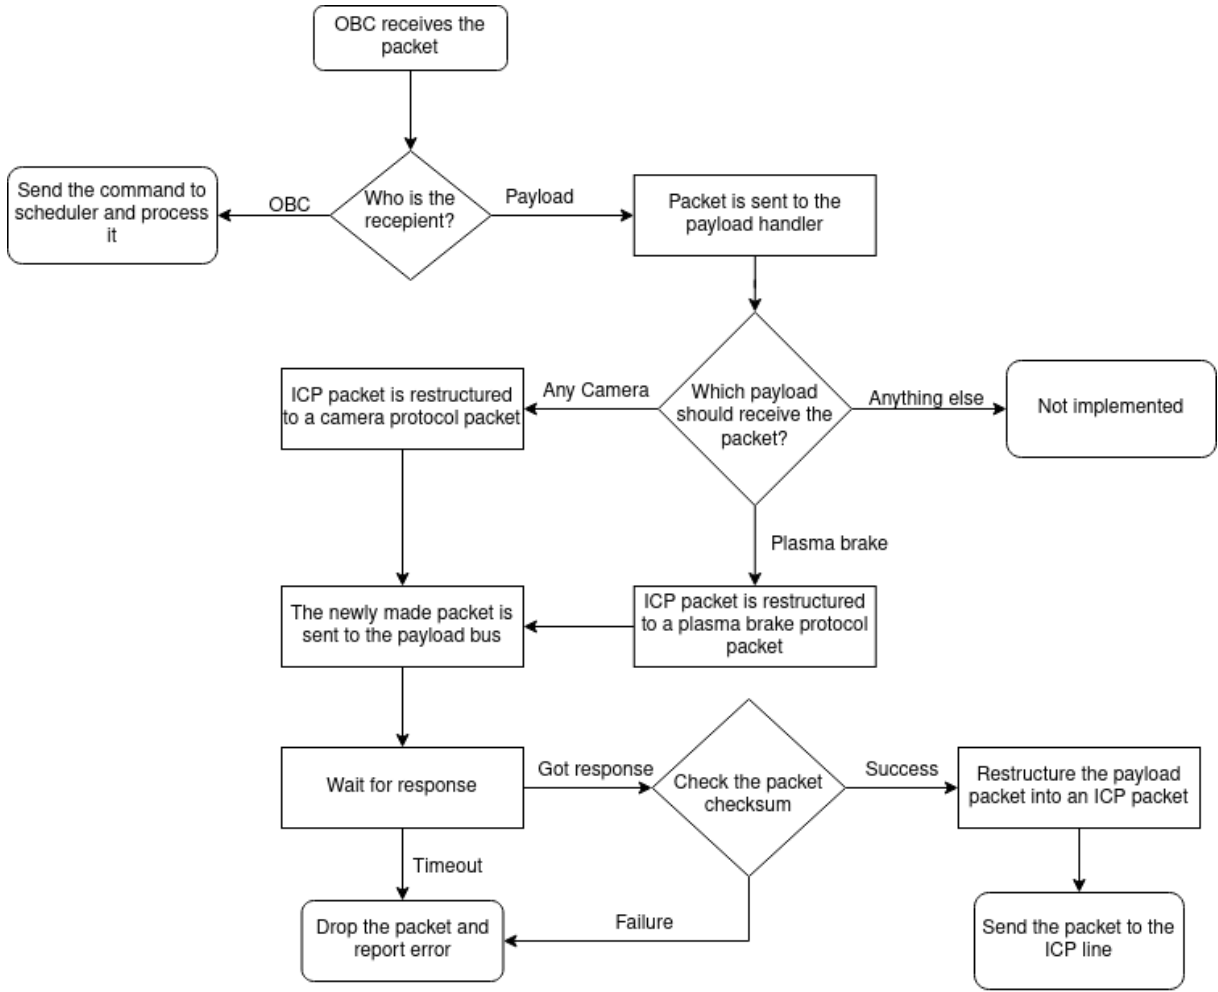 OBC receives the
packet
Who is the
recepient?
OBC
Send the command to
scheduler and process
it
Payload
Packet is sent to the
payload handler
Which payload
should receive the
packet?
Any Camera
ICP packet is restructured
to a camera protocol packet
Anything else
Not implemented
Plasma brake
ICP packet is restructured
to a plasma brake protocol
packet
The newly made packet is
sent to the payload bus
Wait for response
Got response
Check the packet
checksum
Success
Restructure the payload
packet into an ICP packet
Timeout
Drop the packet and
report error
Failure
Send the packet to the
ICP line